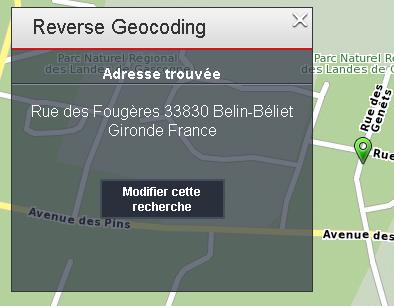 Reverse Geocoding
Parc Naturel Régional
des Landes de Gascogne
Adresse trouvée
Rue des Fougères 33830 Belin-Béliet
Gironde France
Modifier cette
recherche
Avenue des Pins
Parc Naturel R
des Landes de G
Rue des
Genêts
Rue
Avenue des